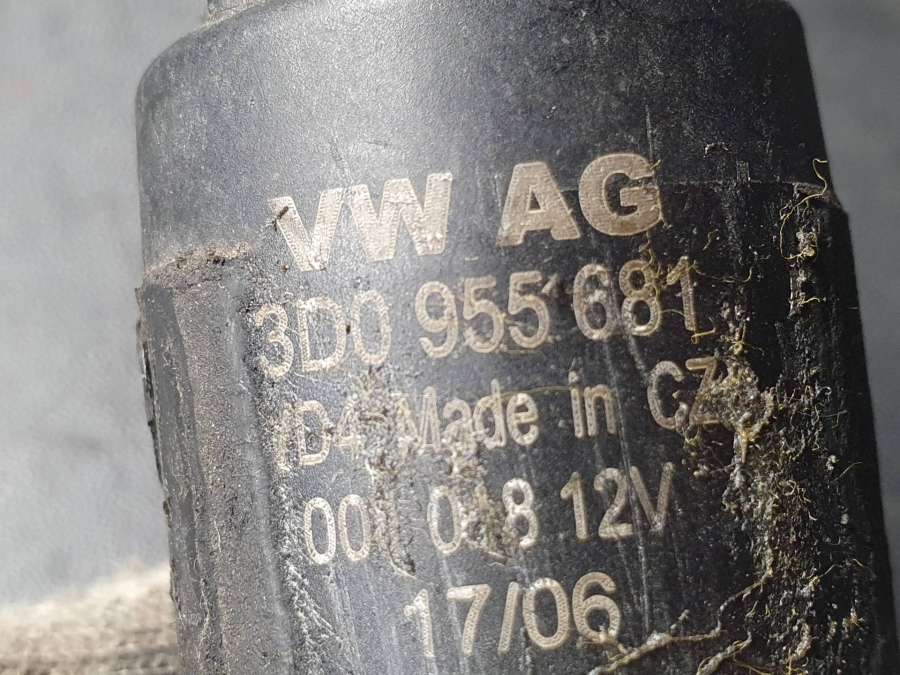 VW AG
3D0 955 681
Made in CZ
12V
17/06